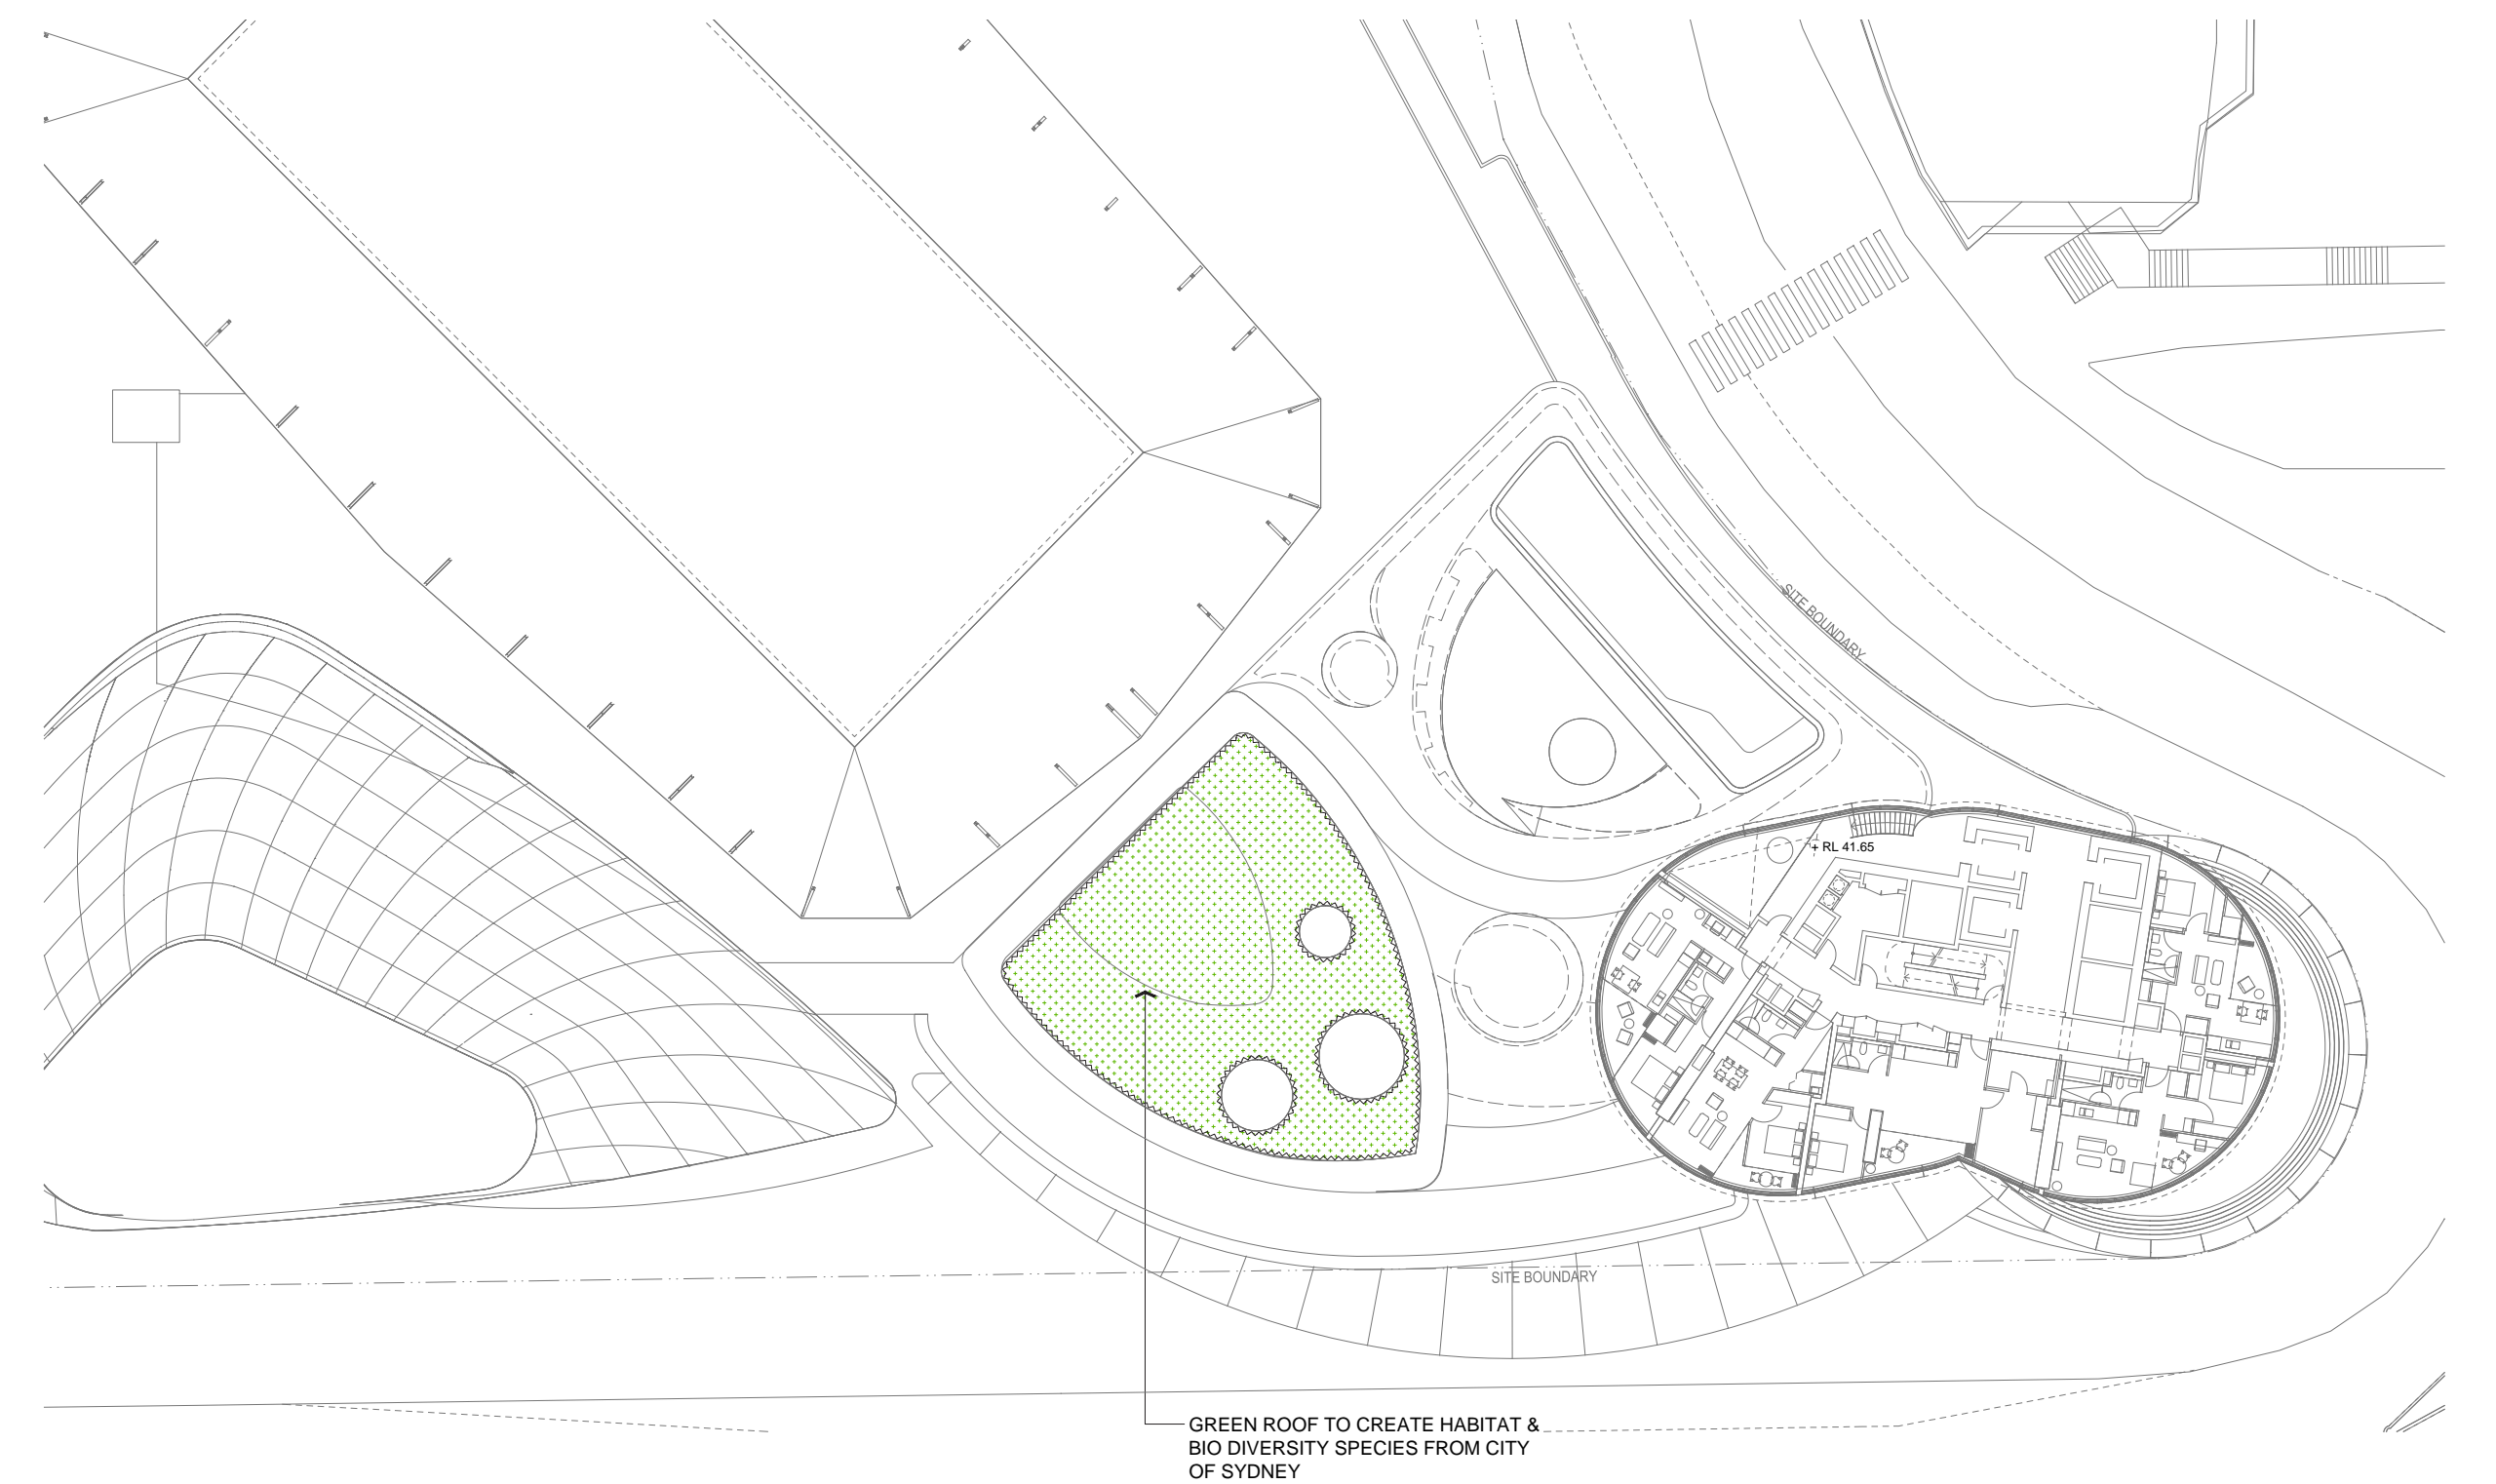 SITE BOUNDARY
+ RL 41.65
SITE BOUNDARY
GREEN ROOF TO CREATE HABITAT &
BIO DIVERSITY SPECIES FROM CITY
OF SYDNEY